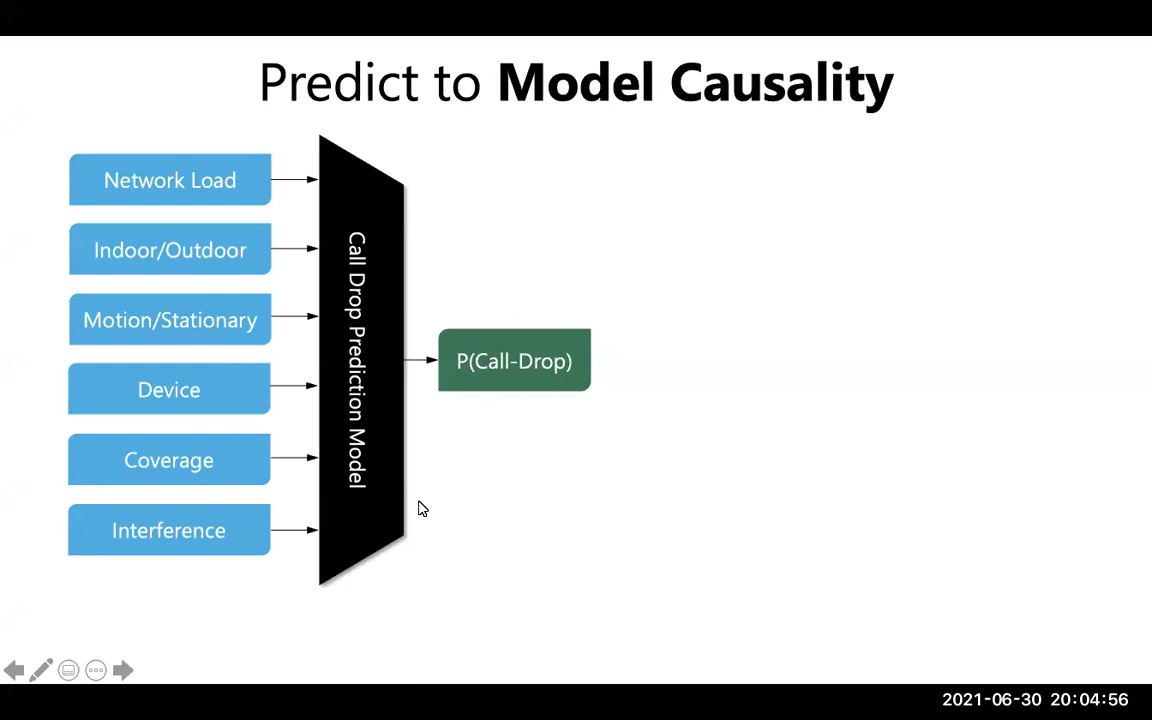 Predict to Model Causality
Network Load
Indoor/Outdoor
Motion/Stationary
Device
Coverage
Interference
Call Drop Prediction Model
P(Call-Drop)
2021-06-30 20:04:56